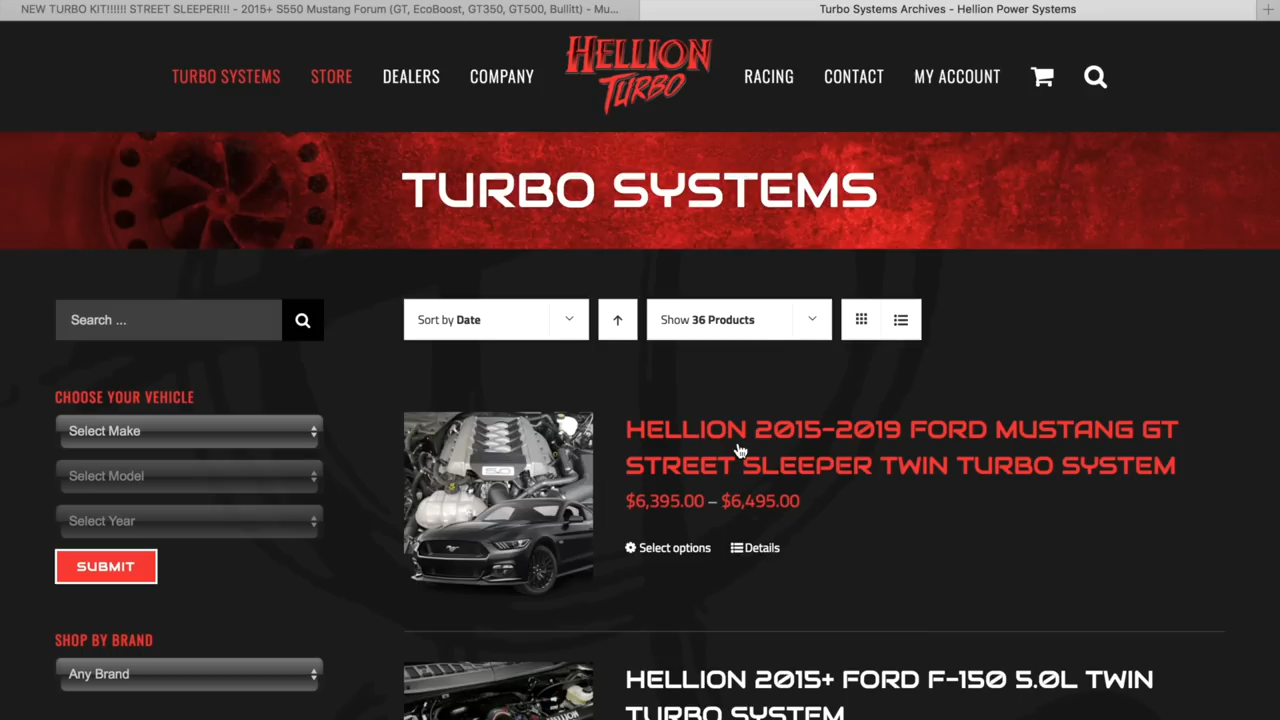 NEW TURBO KIT!!!!!! STREET SLEEPER!!! - 2015+ S550 Mustang Forum (GT, EcoBoost, GT350, GT500, Bullitt) - Mu...
Turbo Systems Archives - Hellion Power Systems
TURBO SYSTEMS
STORE
DEALERS
COMPANY
HELLION
TURBO
RACING
CONTACT
MY ACCOUNT
TURBO SYSTEMS
Search ...
Sort by Date
Show 36 Products
CHOOSE YOUR VEHICLE
Select Make
Select Model
Select Year
SUBMIT
SHOP BY BRAND
Any Brand
5.0
HELLION 2015-2019 FORD MUSTANG GT
STREET SLEEPER TWIN TURBO SYSTEM
$6,395.00 – $6,495.00
Select options
Details
HELLION
HELLION 2015+ FORD F-150 5.0L TWIN
TURBO SYSTEM